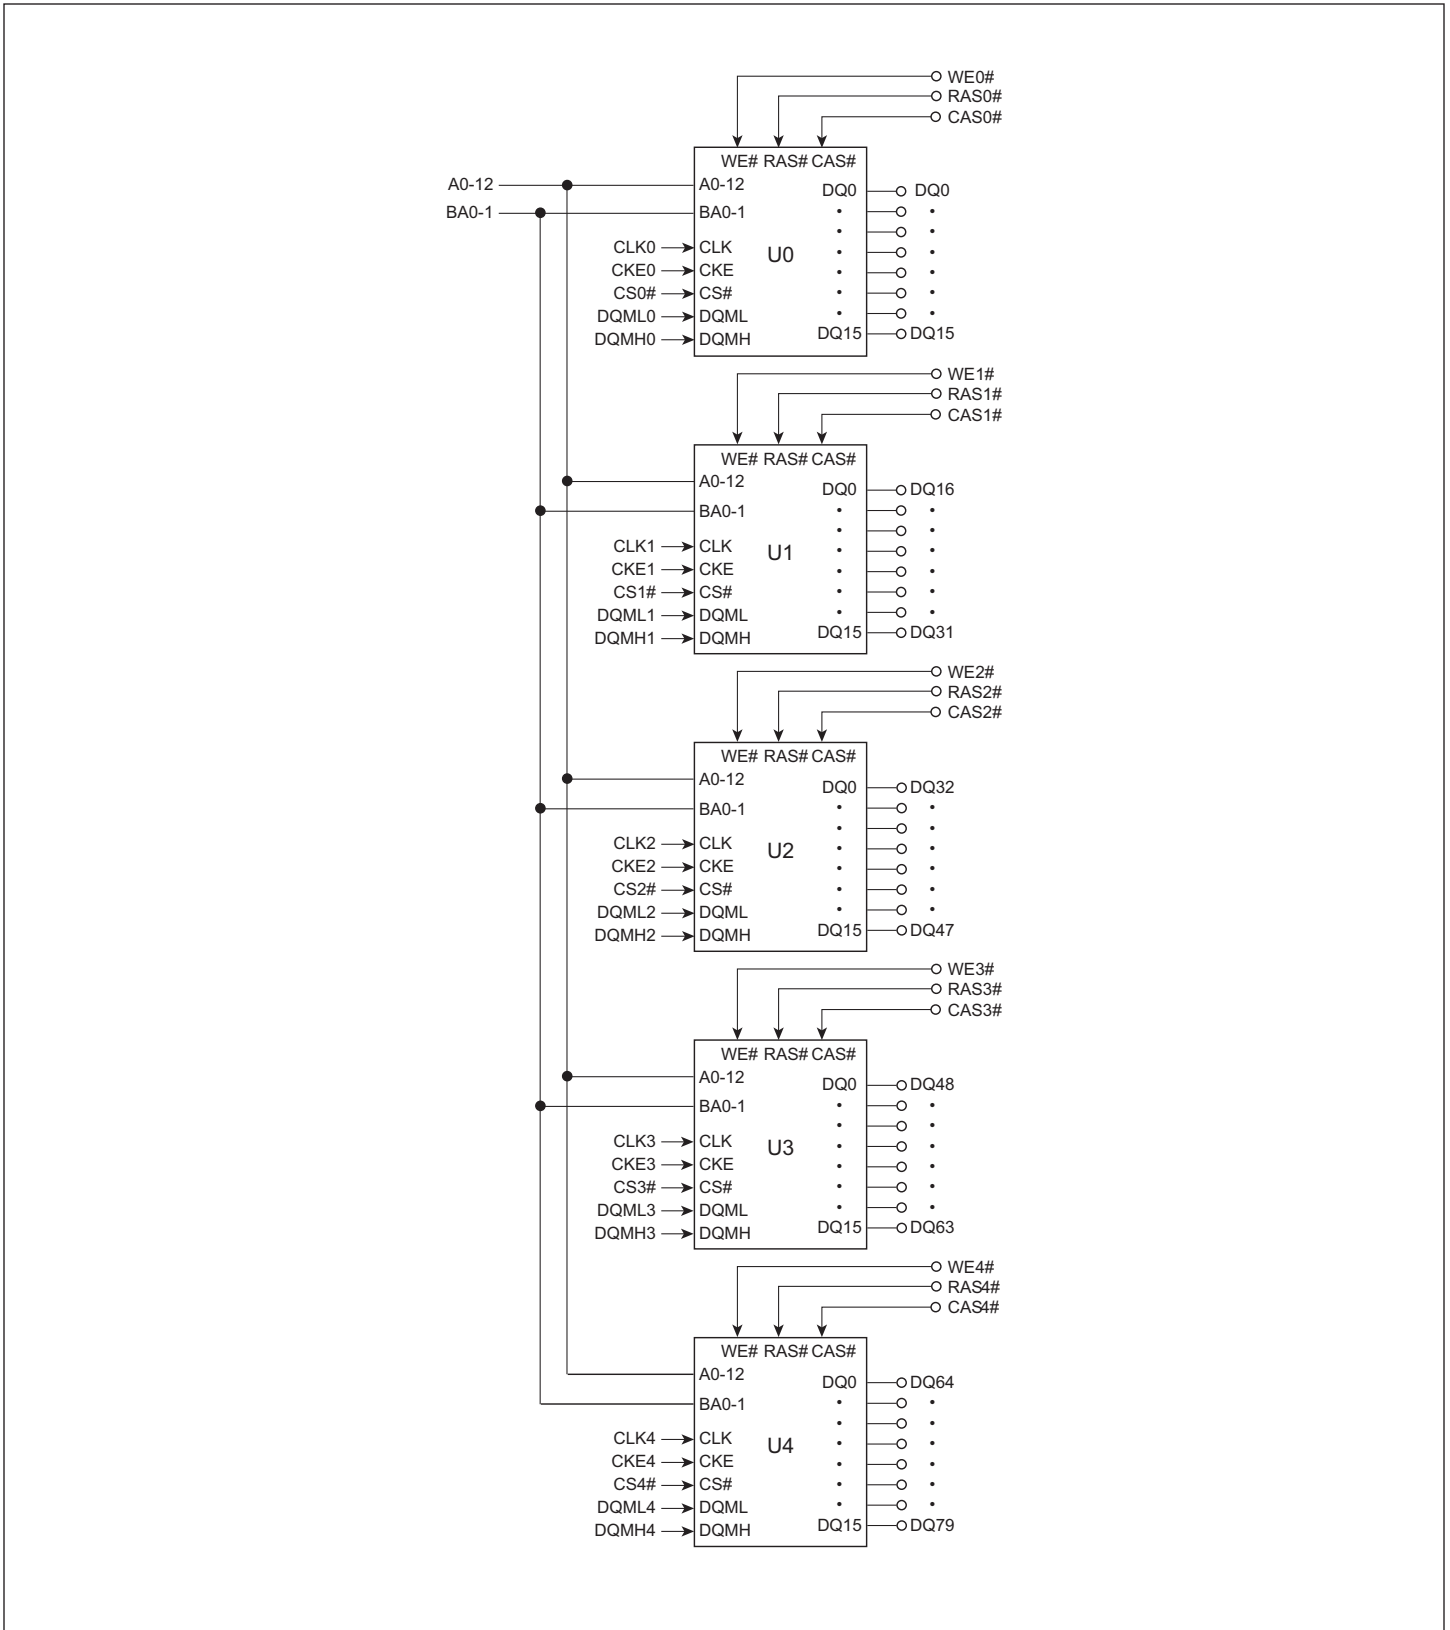 WE0#
RAS0#
CAS0#
WE# RAS# CAS#
A0-12 A0-12 DQ0 DQ0
BA0-1 BA0-1
CLK0 CLK U0
CKE0 CKE
CS0# CS#
DQML0 DQML
DQMH0 DQMH DQ15 DQ15
WE1#
RAS1#
CAS1#
WE# RAS# CAS#
A0-12 DQ0 DQ16
BA0-1
CLK1 CLK U1
CKE1 CKE
CS1# CS#
DQML1 DQML
DQMH1 DQMH DQ15 DQ31
WE2#
RAS2#
CAS2#
WE# RAS# CAS#
A0-12 DQ0 DQ32
BA0-1
CLK2 CLK U2
CKE2 CKE
CS2# CS#
DQML2 DQML
DQMH2 DQMH DQ15 DQ47
WE3#
RAS3#
CAS3#
WE# RAS# CAS#
A0-12 DQ0 DQ48
BA0-1
CLK3 CLK U3
CKE3 CKE
CS3# CS#
DQML3 DQML
DQMH3 DQMH DQ15 DQ63
WE4#
RAS4#
CAS4#
WE# RAS# CAS#
A0-12 DQ0 DQ64
BA0-1
CLK4 CLK U4
CKE4 CKE
CS4# CS#
DQML4 DQML
DQMH4 DQMH DQ15 DQ79